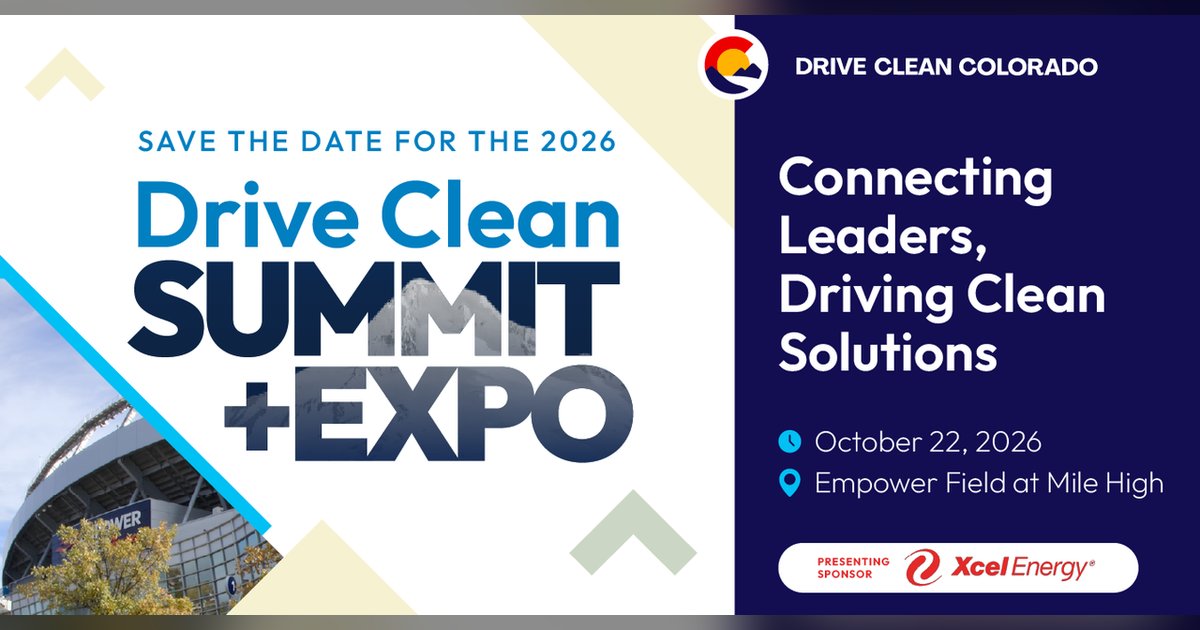 SAVE THE DATE FOR THE 2026
Drive Clean
SUMMIT
+EXPO
DRIVE CLEAN COLORADO
Connecting
Leaders,
Driving Clean
Solutions
October 22, 2026
Empower Field at Mile High
PRESENTING
SPONSOR
Xcel Energy®